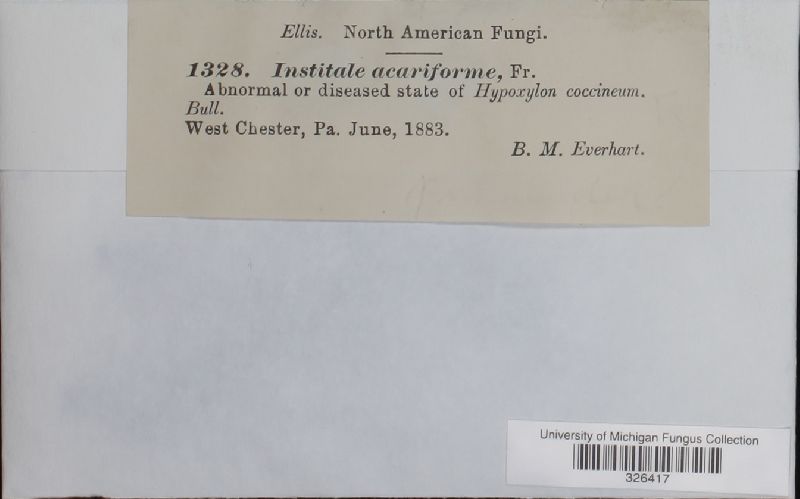 Ellis. North American Fungi.
1328. Institale acariforme, Fr.
Abnormal or diseased state of Hypoxylon coccineum.
Bull.
West Chester, Pa. June, 1883.
B. M. Everhart.
University of Michigan Fungus Collection
326417